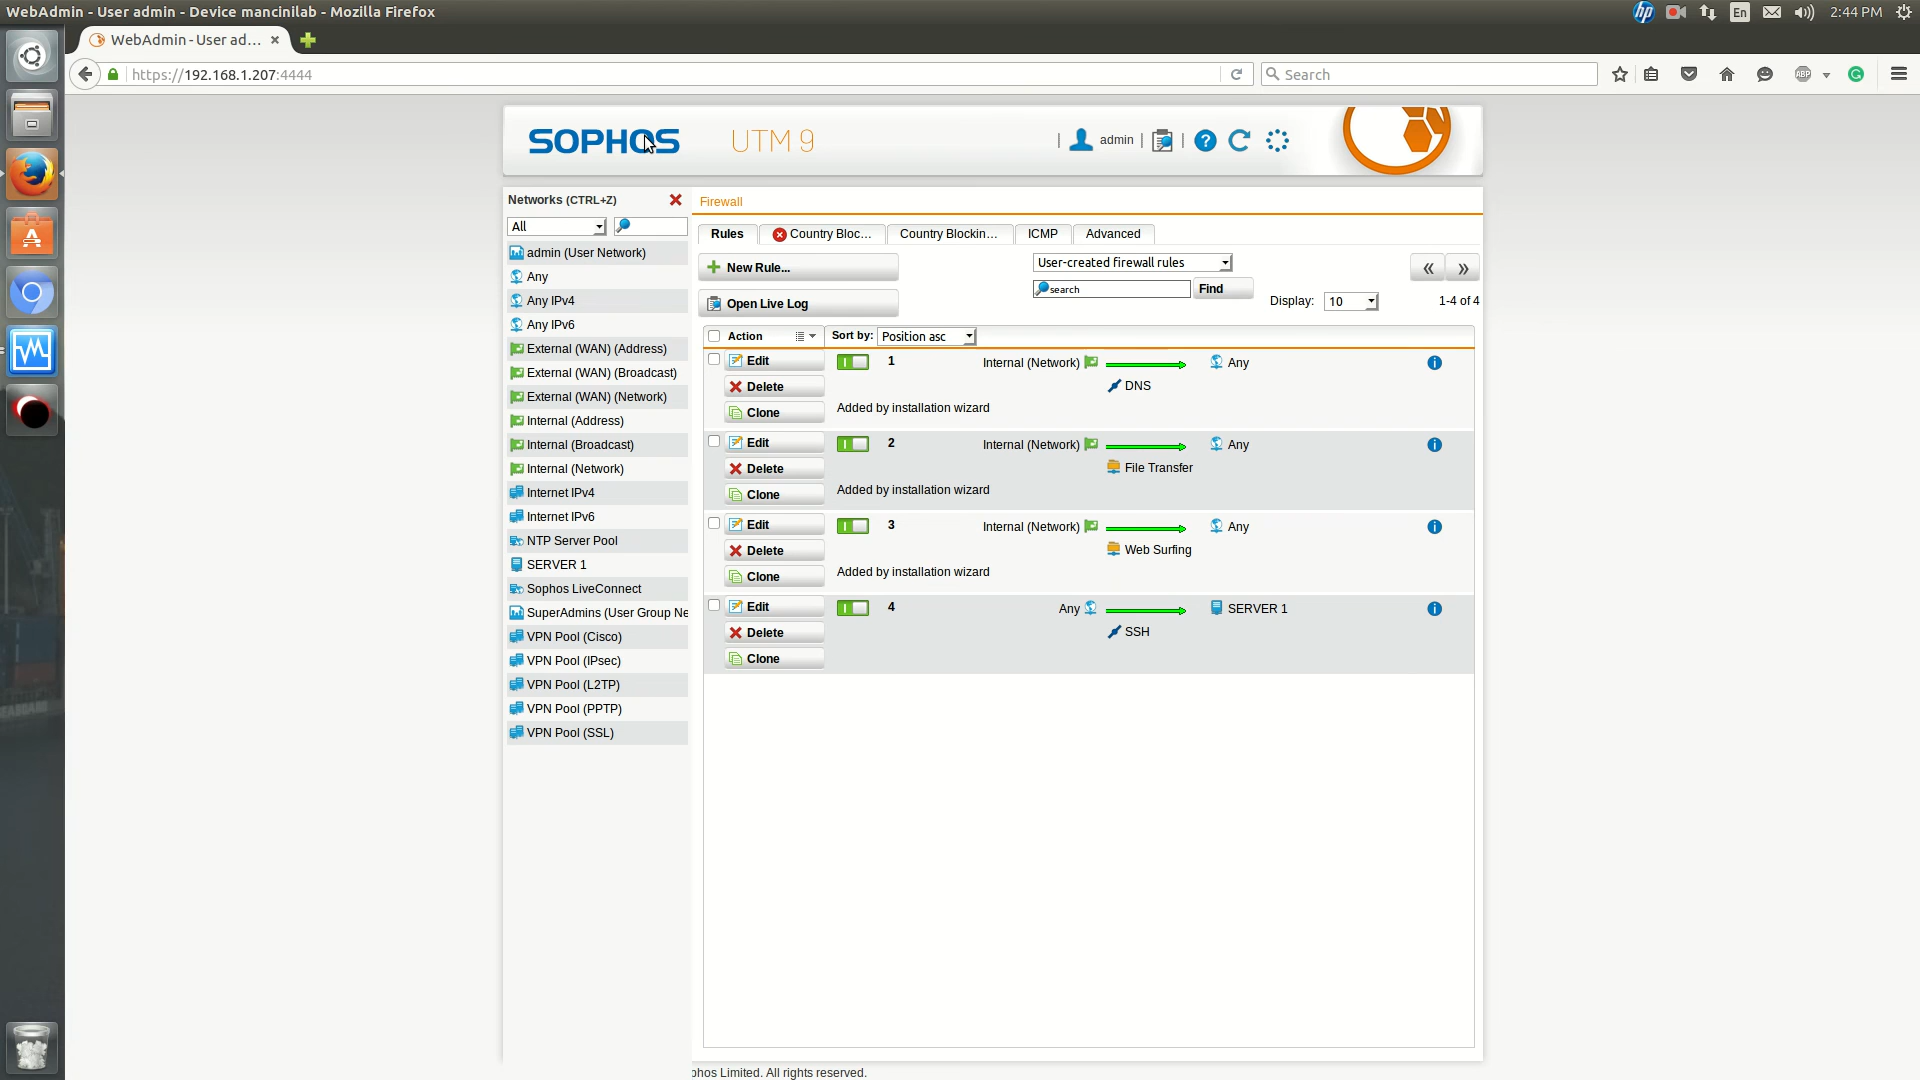 WebAdmin - User admin - Device mancinilab - Mozilla Firefox
En
2:44 PM
WebAdmin - User ad...
https://192.168.1.207:4444
Search
ABP
SOPHOS
UTM 9
| admin | |
Networks (CTRL+Z)
All
admin (User Network)
Any
Any IPv4
Any IPv6
External (WAN) (Address)
External (WAN) (Broadcast)
External (WAN) (Network)
Internal (Address)
Internal (Broadcast)
Internal (Network)
Internet IPv4
Internet IPv6
NTP Server Pool
SERVER 1
Sophos LiveConnect
SuperAdmins (User Group Ne
VPN Pool (Cisco)
VPN Pool (IPsec)
VPN Pool (L2TP)
VPN Pool (PPTP)
VPN Pool (SSL)
Firewall
Rules
Country Bloc...
Country Blockin...
ICMP
Advanced
New Rule...
User-created firewall rules
« »
search
Find
Open Live Log
Display: 10
1-4 of 4
Action
Sort by: Position asc
Edit
1
Internal (Network)
Any
Delete
DNS
Clone
Added by installation wizard
Edit
2
Internal (Network)
Any
Delete
File Transfer
Clone
Added by installation wizard
Edit
3
Internal (Network)
Any
Delete
Web Surfing
Clone
Added by installation wizard
Edit
4
Any
SERVER 1
Delete
SSH
Clone
phos Limited. All rights reserved.